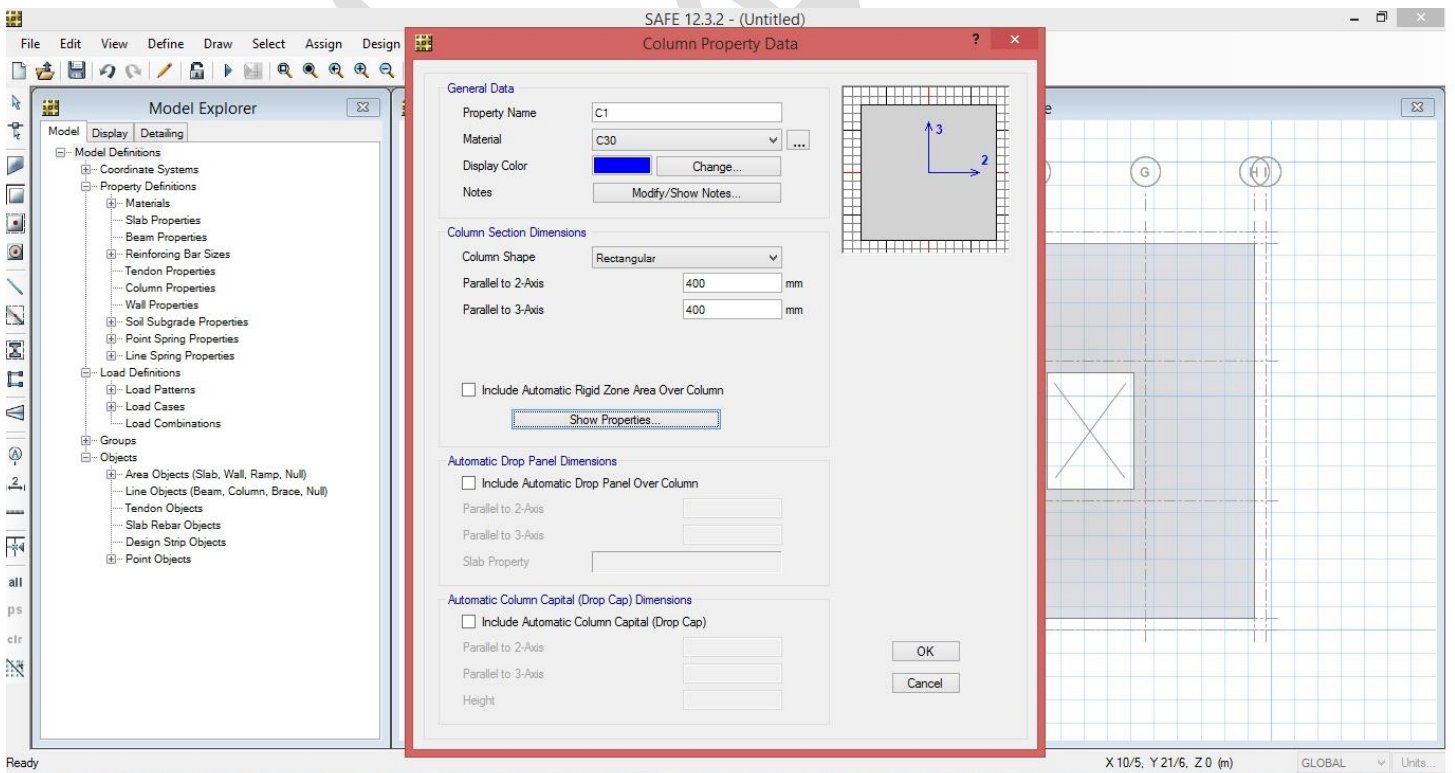 SAFE 12.3.2 - (Untitled)
File Edit View Define Draw Select Assign Design
Model Explorer
Model Display Detailing
Model Definitions
Coordinate Systems
Property Definitions
Materials
Slab Properties
Beam Properties
Reinforcing Bar Sizes
Tendon Properties
Column Properties
Wall Properties
Soil Subgrade Properties
Point Spring Properties
Line Spring Properties
Load Definitions
Load Patterns
Load Cases
Load Combinations
Groups
Objects
Area Objects (Slab, Wall, Ramp, Null)
Line Objects (Beam, Column, Brace, Null)
Tendon Objects
Slab Rebar Objects
Design Strip Objects
Point Objects
all
ps
clr
Column Property Data ?
General Data
Property Name C1
Material C30 ...
Display Color Change...
Notes Modify/Show Notes...
3
2
Column Section Dimensions
Column Shape Rectangular
Parallel to 2-Axis 400 mm
Parallel to 3-Axis 400 mm
Include Automatic Rigid Zone Area Over Column
Show Properties...
Automatic Drop Panel Dimensions
Include Automatic Drop Panel Over Column
Parallel to 2-Axis
Parallel to 3-Axis
Slab Property
Automatic Column Capital (Drop Cap) Dimensions
Include Automatic Column Capital (Drop Cap)
Parallel to 2-Axis
Parallel to 3-Axis
Height
OK
Cancel
e
G H I
Ready X 10/5, Y 21/6, Z 0 (m) GLOBAL Units...